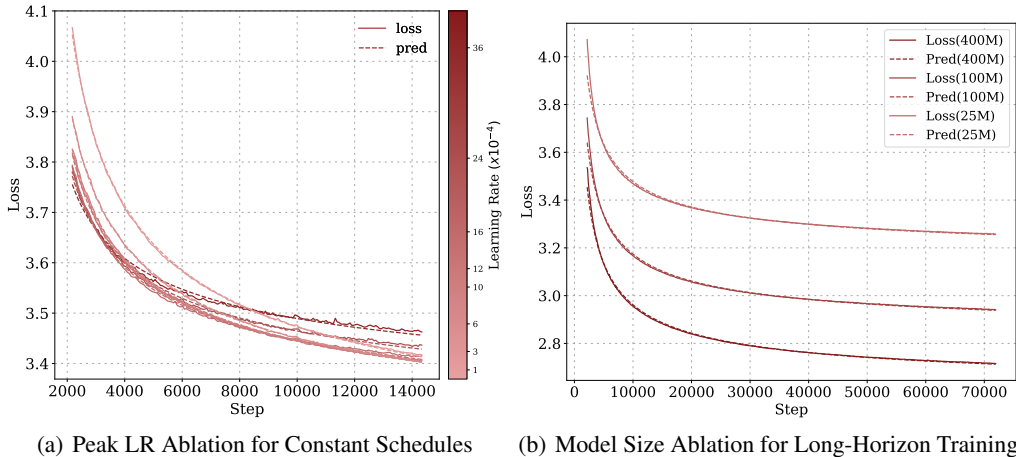 4.1
4.0
3.9
3.8
3.7
3.6
3.5
3.4
Loss
2000 4000 6000 8000 10000 12000 14000
Step
loss
pred
36
24
16
12
10
6
3
1
Learning Rate (x10⁻⁴)
(a) Peak LR Ablation for Constant Schedules
4.0
3.8
3.6
3.4
3.2
3.0
2.8
Loss
0 10000 20000 30000 40000 50000 60000 70000
Step
Loss(400M)
Pred(400M)
Loss(100M)
Pred(100M)
Loss(25M)
Pred(25M)
(b) Model Size Ablation for Long-Horizon Training